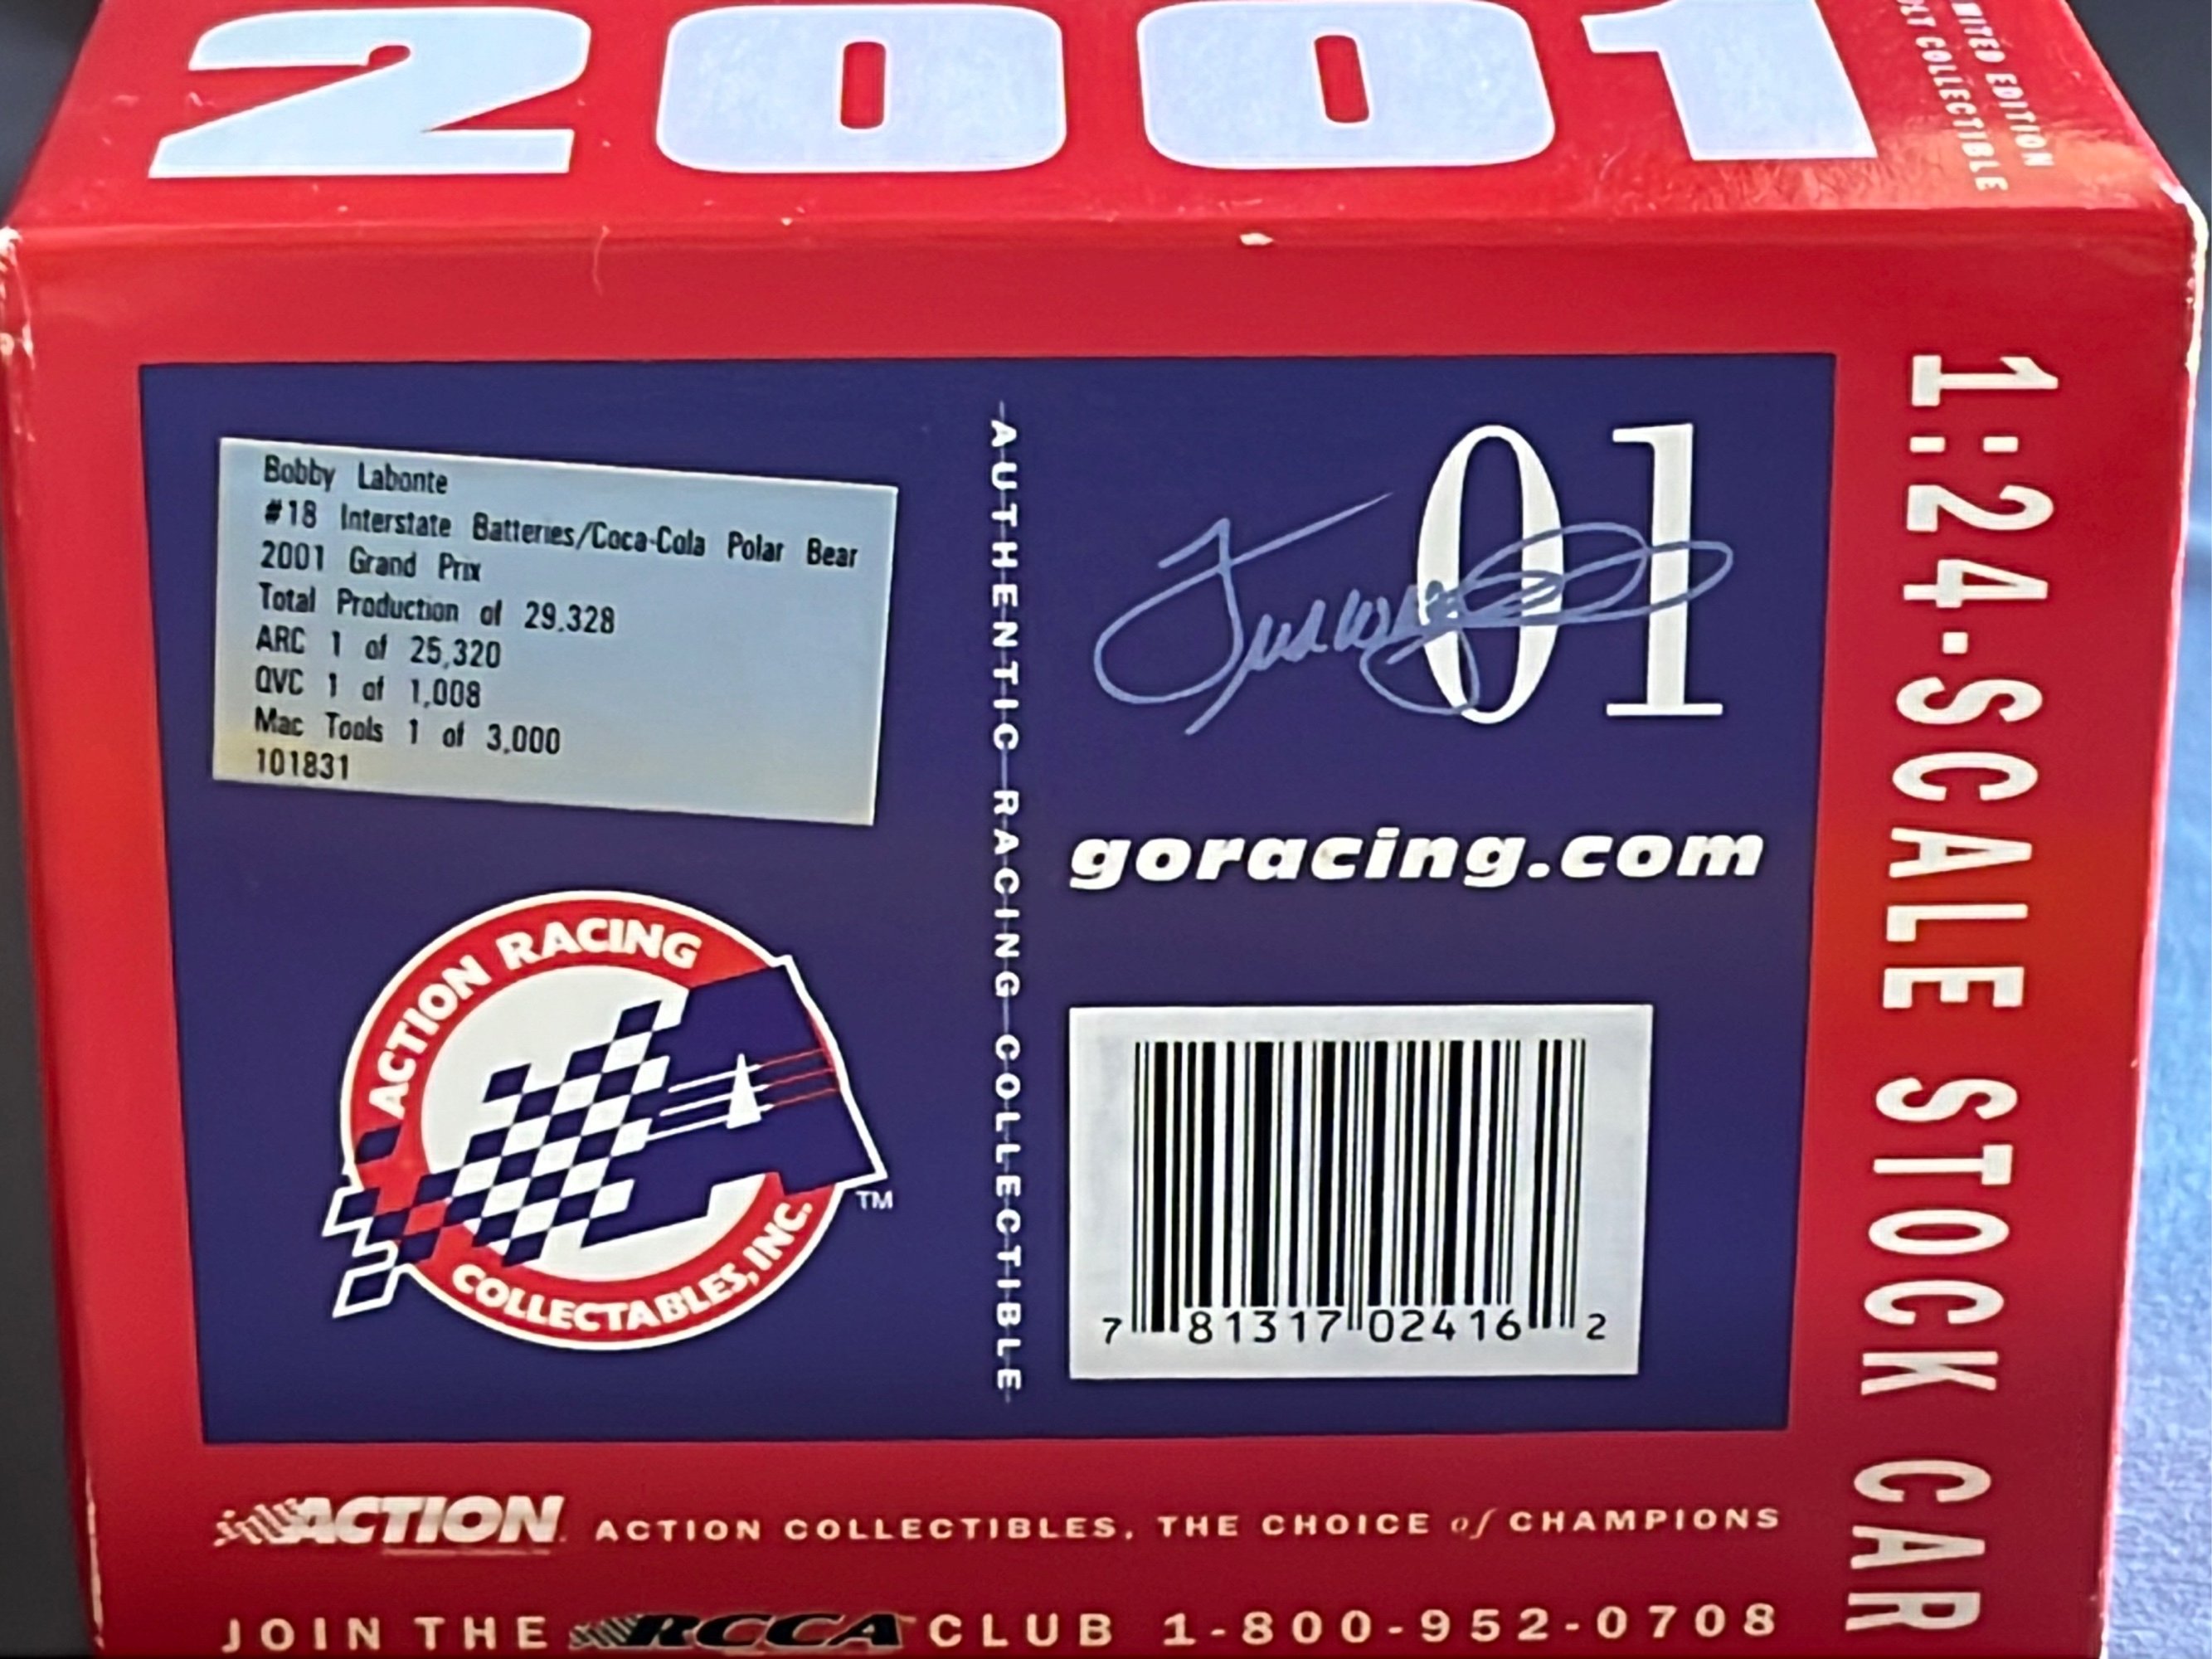 2001
LIMITED EDITION
COLLECTIBLE
Bobby Labonte
#18 Interstate Batteries/Coca-Cola Polar Bear
2001 Grand Prix
Total Production of 29,328
ARC 1 of 25,320
QVC 1 of 1,008
Mac Tools 1 of 3,000
101831
AUTHENTIC RACING COLLECTIBLE
01
goracing.com
ACTION RACING
COLLECTABLES, INC.
TM
7 81317 02416 2
1:24-SCALE STOCK CAR
ACTION ACTION COLLECTIBLES, THE CHOICE of CHAMPIONS
JOIN THE RCCA CLUB 1-800-952-0708